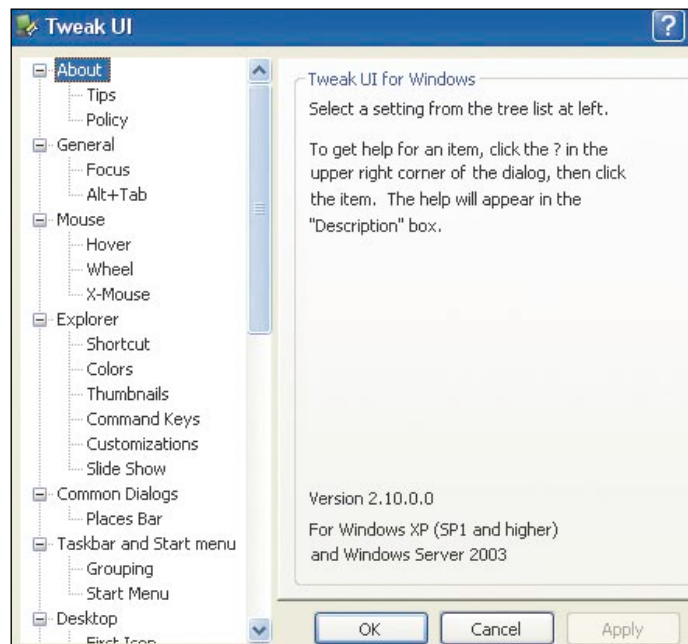 Tweak UI
?
About
Tips
Policy
General
Focus
Alt+Tab
Mouse
Hover
Wheel
X-Mouse
Explorer
Shortcut
Colors
Thumbnails
Command Keys
Customizations
Slide Show
Common Dialogs
Places Bar
Taskbar and Start menu
Grouping
Start Menu
Desktop
First Icon
Tweak UI for Windows
Select a setting from the tree list at left.
To get help for an item, click the ? in the
upper right corner of the dialog, then click
the item. The help will appear in the
"Description" box.
Version 2.10.0.0
For Windows XP (SP1 and higher)
and Windows Server 2003
OK
Cancel
Apply